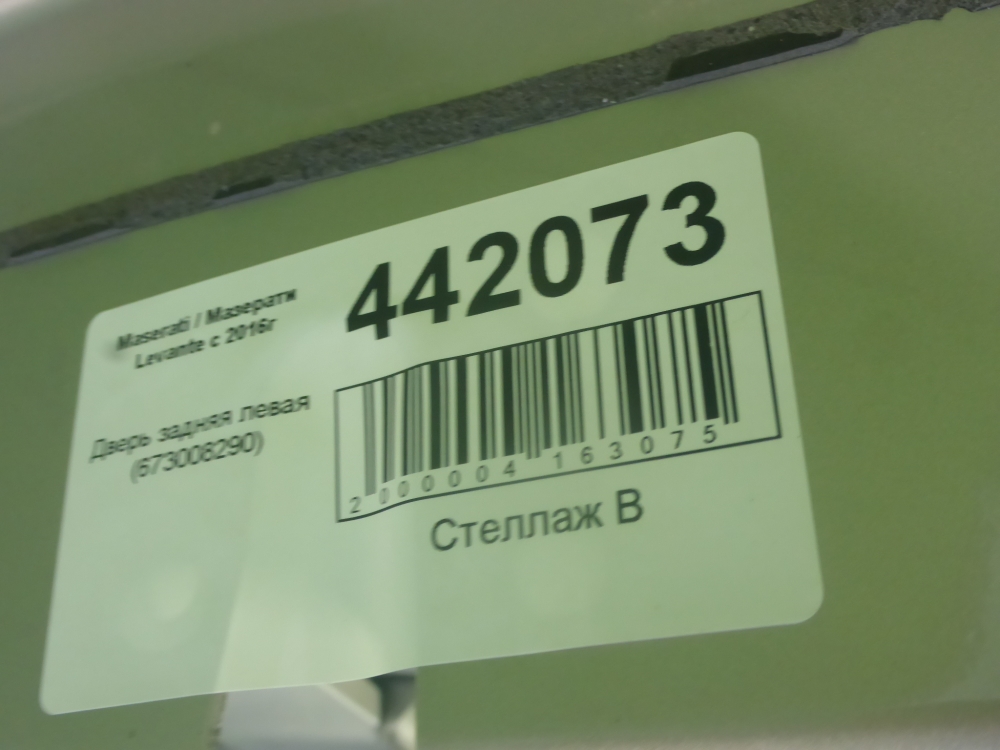 442073
Maserati / Мазерати
Levante с 2016г
Дверь задняя левая
(673008290)
2 000004 163075
Стеллаж В